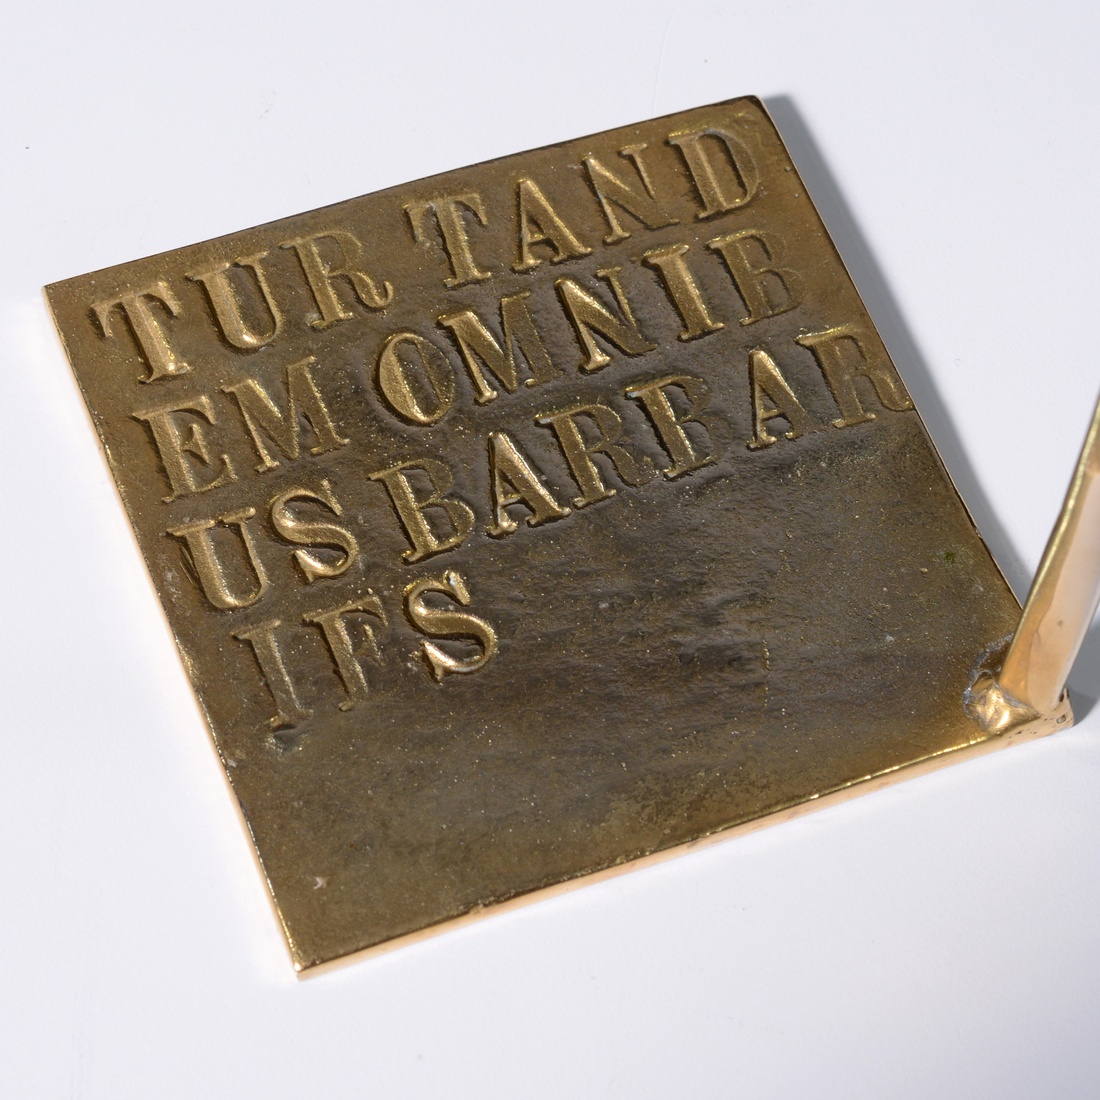 TUR TAND
EM OMNIB
US BARBAR
IFS